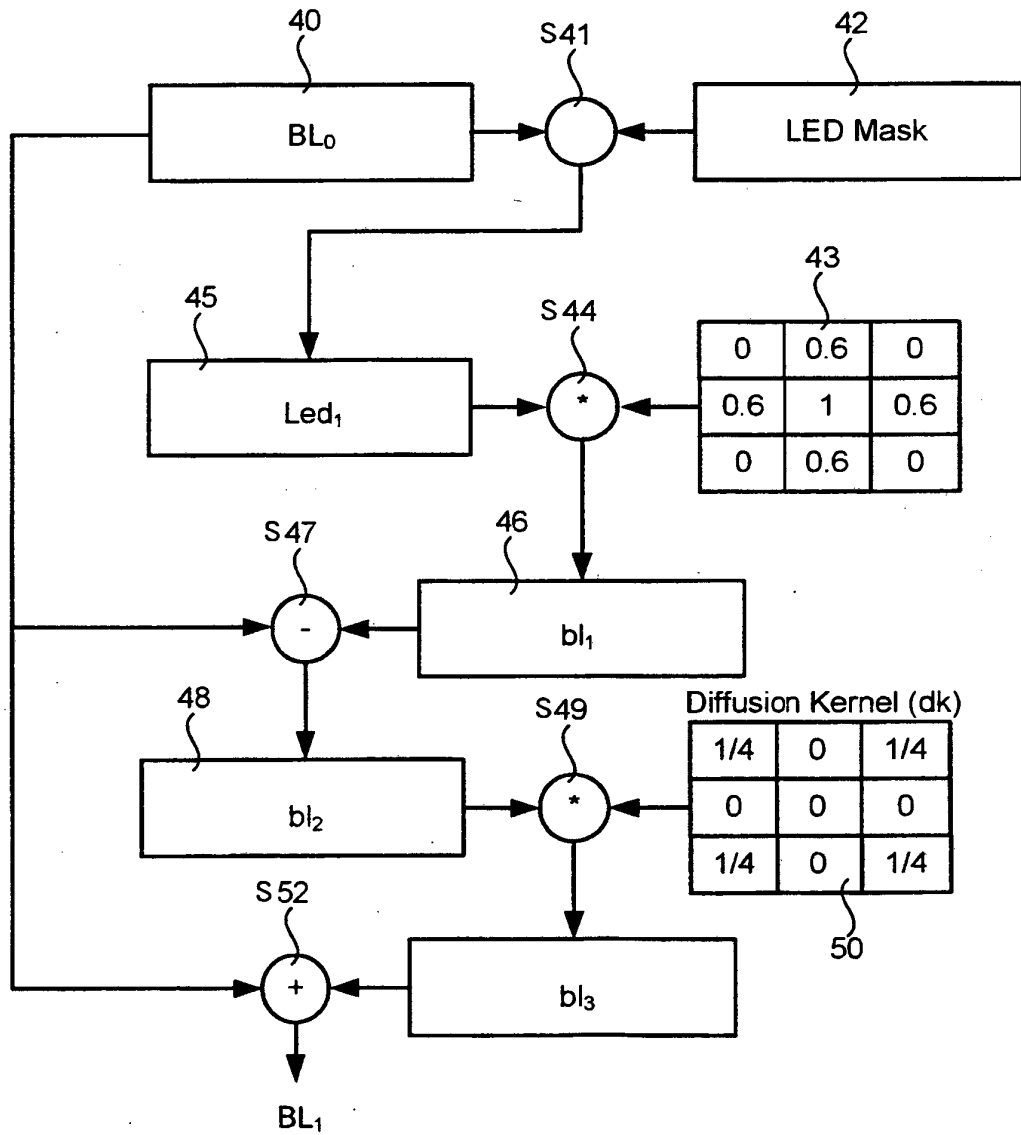 40
S41
42
BL₀
LED Mask
43
45
S44
0 0.6 0
Led₁
*
0.6 1 0.6
0 0.6 0
S47
46
-
bl₁
48
S49
Diffusion Kernel (dk)
1/4 0 1/4
bl₂
*
0 0 0
1/4 0 1/4
S52
50
+
bl₃
BL₁